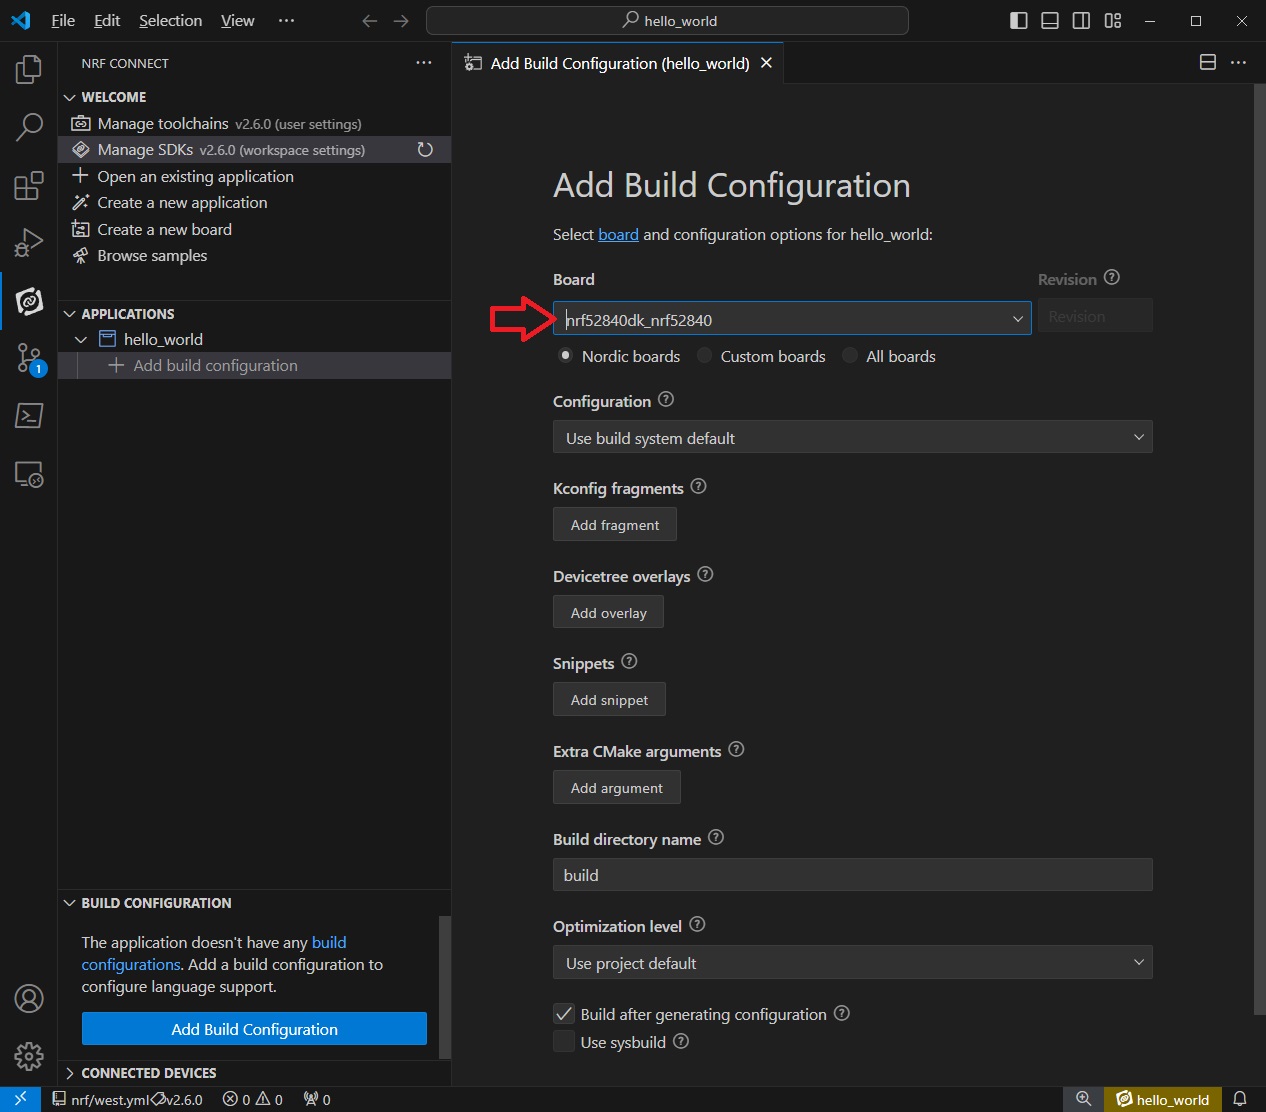 File Edit Selection View ... hello_world
NRF CONNECT ...
Add Build Configuration (hello_world)
WELCOME
Manage toolchains v2.6.0 (user settings)
Manage SDKs v2.6.0 (workspace settings)
Open an existing application
Create a new application
Create a new board
Browse samples
APPLICATIONS
hello_world
Add build configuration
1
BUILD CONFIGURATION
The application doesn't have any build
configurations. Add a build configuration to
configure language support.
Add Build Configuration
CONNECTED DEVICES
Add Build Configuration
Select board and configuration options for hello_world:
Board Revision
nrf52840dk_nrf52840 Revision
Nordic boards Custom boards All boards
Configuration
Use build system default
Kconfig fragments
Add fragment
Devicetree overlays
Add overlay
Snippets
Add snippet
Extra CMake arguments
Add argument
Build directory name
build
Optimization level
Use project default
Build after generating configuration
Use sysbuild
nrf/west.yml v2.6.0 0 0 0 hello_world